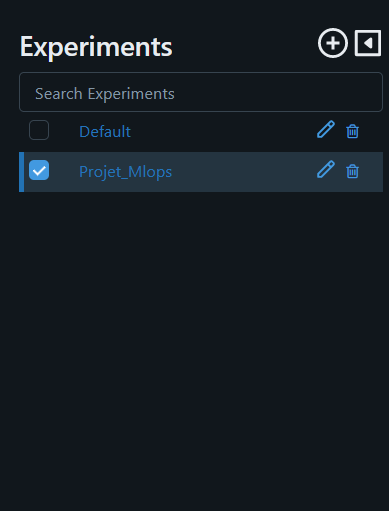 Experiments
Search Experiments
Default
Projet_Mlops